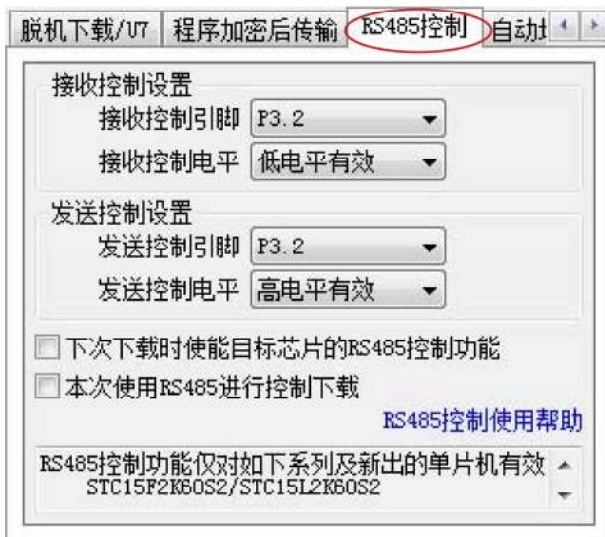 脱机下载/U7 程序加密后传输 RS485控制 自动
接收控制设置
接收控制引脚 P3.2
接收控制电平 低电平有效
发送控制设置
发送控制引脚 P3.2
发送控制电平 高电平有效
下次下载时使能目标芯片的RS485控制功能
本次使用RS485进行控制下载
RS485控制使用帮助
RS485控制功能仅对如下系列及新出的单片机有效
STC15F2K60S2/STC15L2K60S2